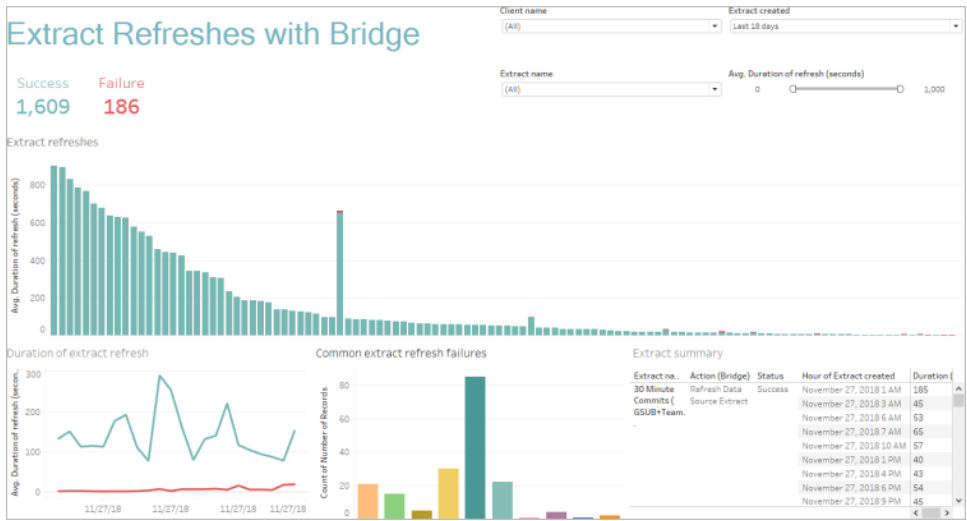 Client name
Extract created
(All)
Last 18 days
Extract Refreshes with Bridge
Extract name
Avg. Duration of refresh (seconds)
(All)
0
1,000
Success
Failure
1,609
186
Extract refreshes
Avg. Duration of refresh (seconds)
800
600
400
200
0
Duration of extract refresh
Avg. Duration of refresh (secon..
300
200
100
0
11/27/18
11/27/18
11/27/18
11/27/18
Common extract refresh failures
Count of Number of Records
80
60
40
20
0
Extract summary
Extract na.. Action (Bridge) Status Hour of Extract created Duration (
30 Minute Refresh Data Success November 27, 2018 1 AM 185
Commits ( Source Extract November 27, 2018 3 AM 45
GSUB+Team. November 27, 2018 6 AM 53
. November 27, 2018 7 AM 65
November 27, 2018 10 AM 57
November 27, 2018 1 PM 40
November 27, 2018 4 PM 43
November 27, 2018 6 PM 54
November 27, 2018 9 PM 45